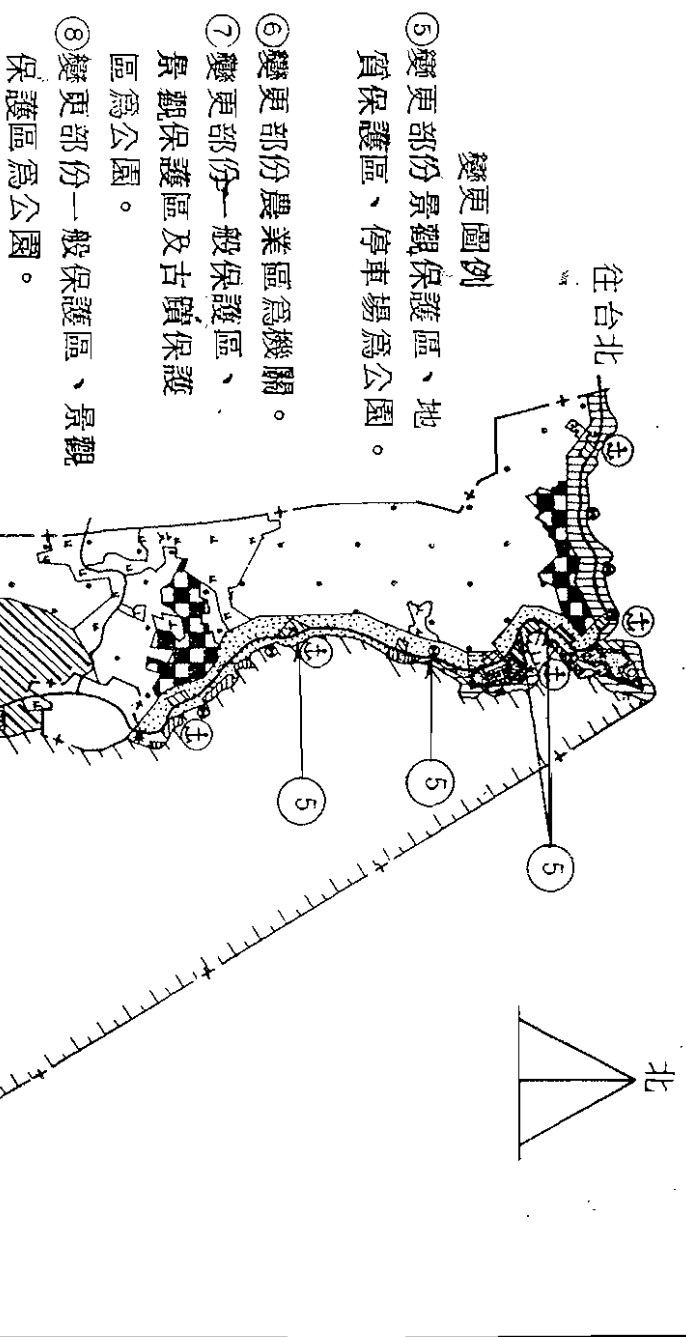 變更圖例
⑤變更部份景觀保護區、地
質保護區、停車場為公園。
⑥變更部份農業區為機關。
⑦變更部份一般保護區、
景觀保護區及古蹟保護
區為公園。
⑧變更部份一般保護區、景觀
保護區為公園。
往台北
北
5
5
5